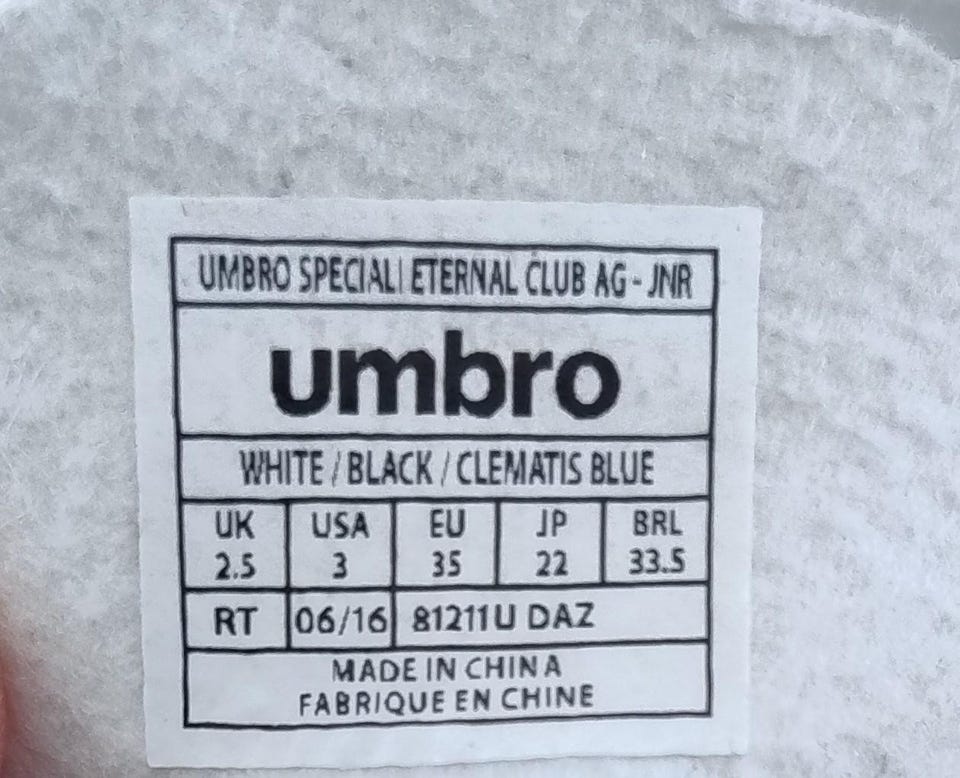 UMBRO SPECIALI ETERNAL CLUB AG - JNR
umbro
WHITE / BLACK / CLEMATIS BLUE
UK USA EU JP BRL
2.5 3 35 22 33.5
RT 06/16 81211U DAZ
MADE IN CHINA
FABRIQUE EN CHINE